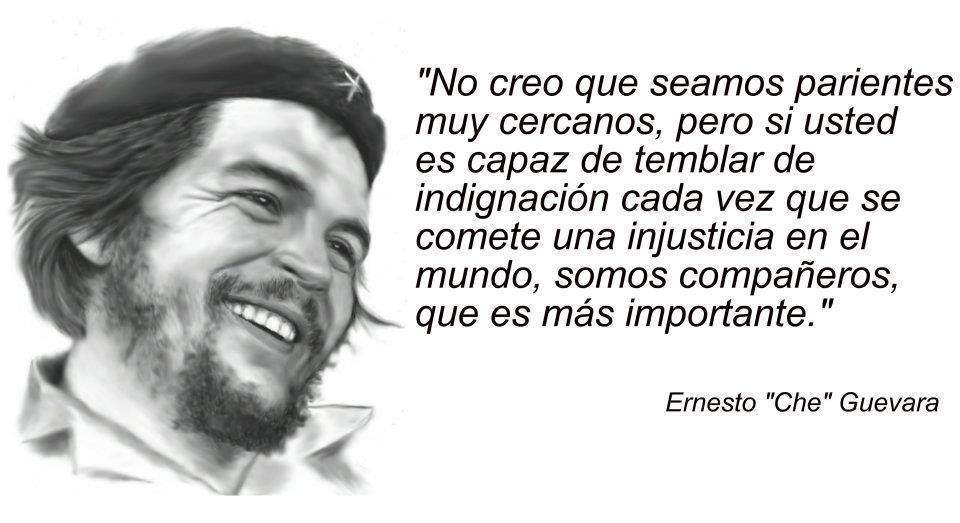 "No creo que seamos parientes
muy cercanos, pero si usted
es capaz de temblar de
indignación cada vez que se
comete una injusticia en el
mundo, somos compañeros,
que es más importante."
Ernesto "Che" Guevara